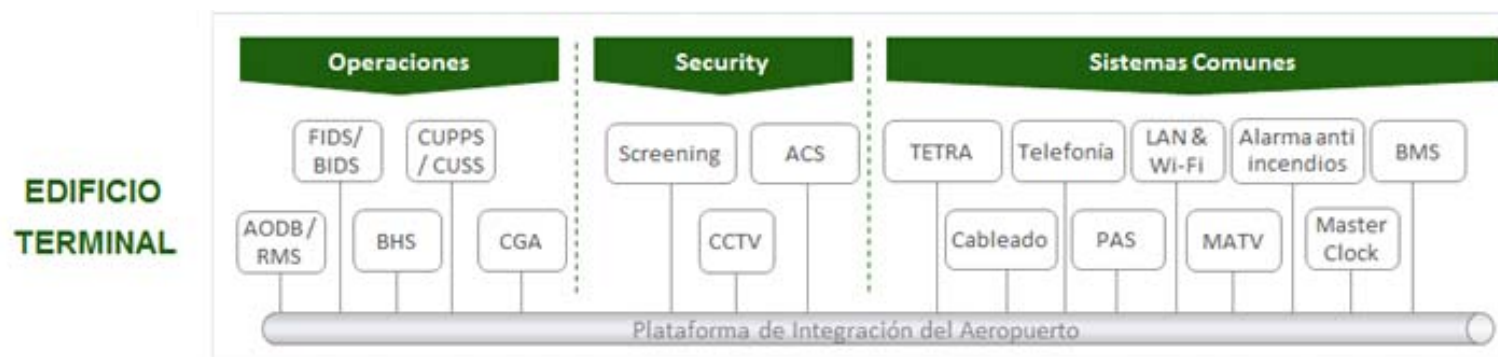 Operaciones
Security
Sistemas Comunes
FIDS/
BIDS
CUPPS
/ CUSS
Screening
ACS
TETRA
Telefonía
LAN &
Wi-Fi
Alarma anti
incendios
BMS
EDIFICIO
TERMINAL
AODB /
RMS
BHS
CGA
CCTV
Cableado
PAS
MATV
Master
Clock
Plataforma de Integración del Aeropuerto